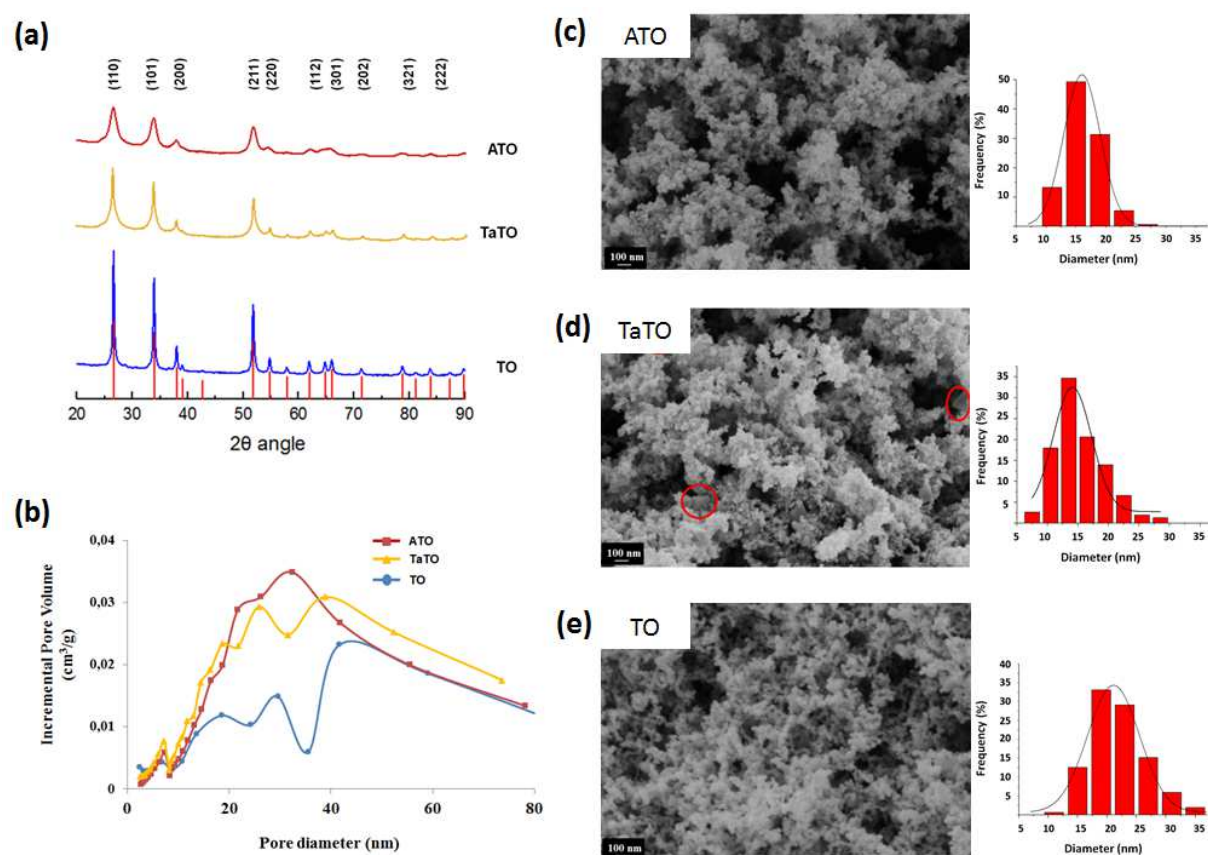 (a)
(110)
(101)
(200)
(211)
(220)
(112)
(301)
(202)
(321)
(222)
ATO
TaTO
TO
20 30 40 50 60 70 80 90
2θ angle
(b)
0,04
0,03
0,02
0,01
0
ATO
TaTO
TO
Incremental Pore Volume
(cm³/g)
0 20 40 60 80
Pore diameter (nm)
(c)
ATO
100 nm
Frequency (%)
50
40
30
20
10
5
5 10 15 20 25 30 35
Diameter (nm)
(d)
TaTO
100 nm
Frequency (%)
35
30
25
20
15
10
5
5 10 15 20 25 30 35
Diameter (nm)
(e)
TO
100 nm
Frequency (%)
40
35
30
25
20
15
10
5
5 10 15 20 25 30 35
Diameter (nm)